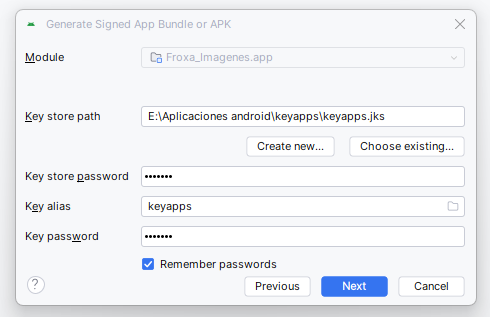 Generate Signed App Bundle or APK
Module
Froxa_Imagenes.app
Key store path
E:\Aplicaciones android\keyapps\keyapps.jks
Create new...
Choose existing...
Key store password
•••••••
Key alias
keyapps
Key password
•••••••
Remember passwords
?
Previous
Next
Cancel